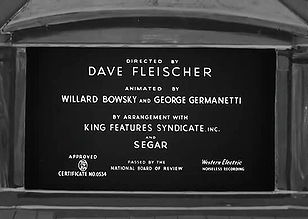 DIRECTED BY
DAVE FLEISCHER
ANIMATED BY
WILLARD BOWSKY AND GEORGE GERMANETTI
BY ARRANGEMENT WITH
KING FEATURES SYNDICATE, INC.
AND
SEGAR
APPROVED
CERTIFICATE NO. 0534
PASSED BY THE
NATIONAL BOARD OF REVIEW
Western Electric
NOISELESS RECORDING